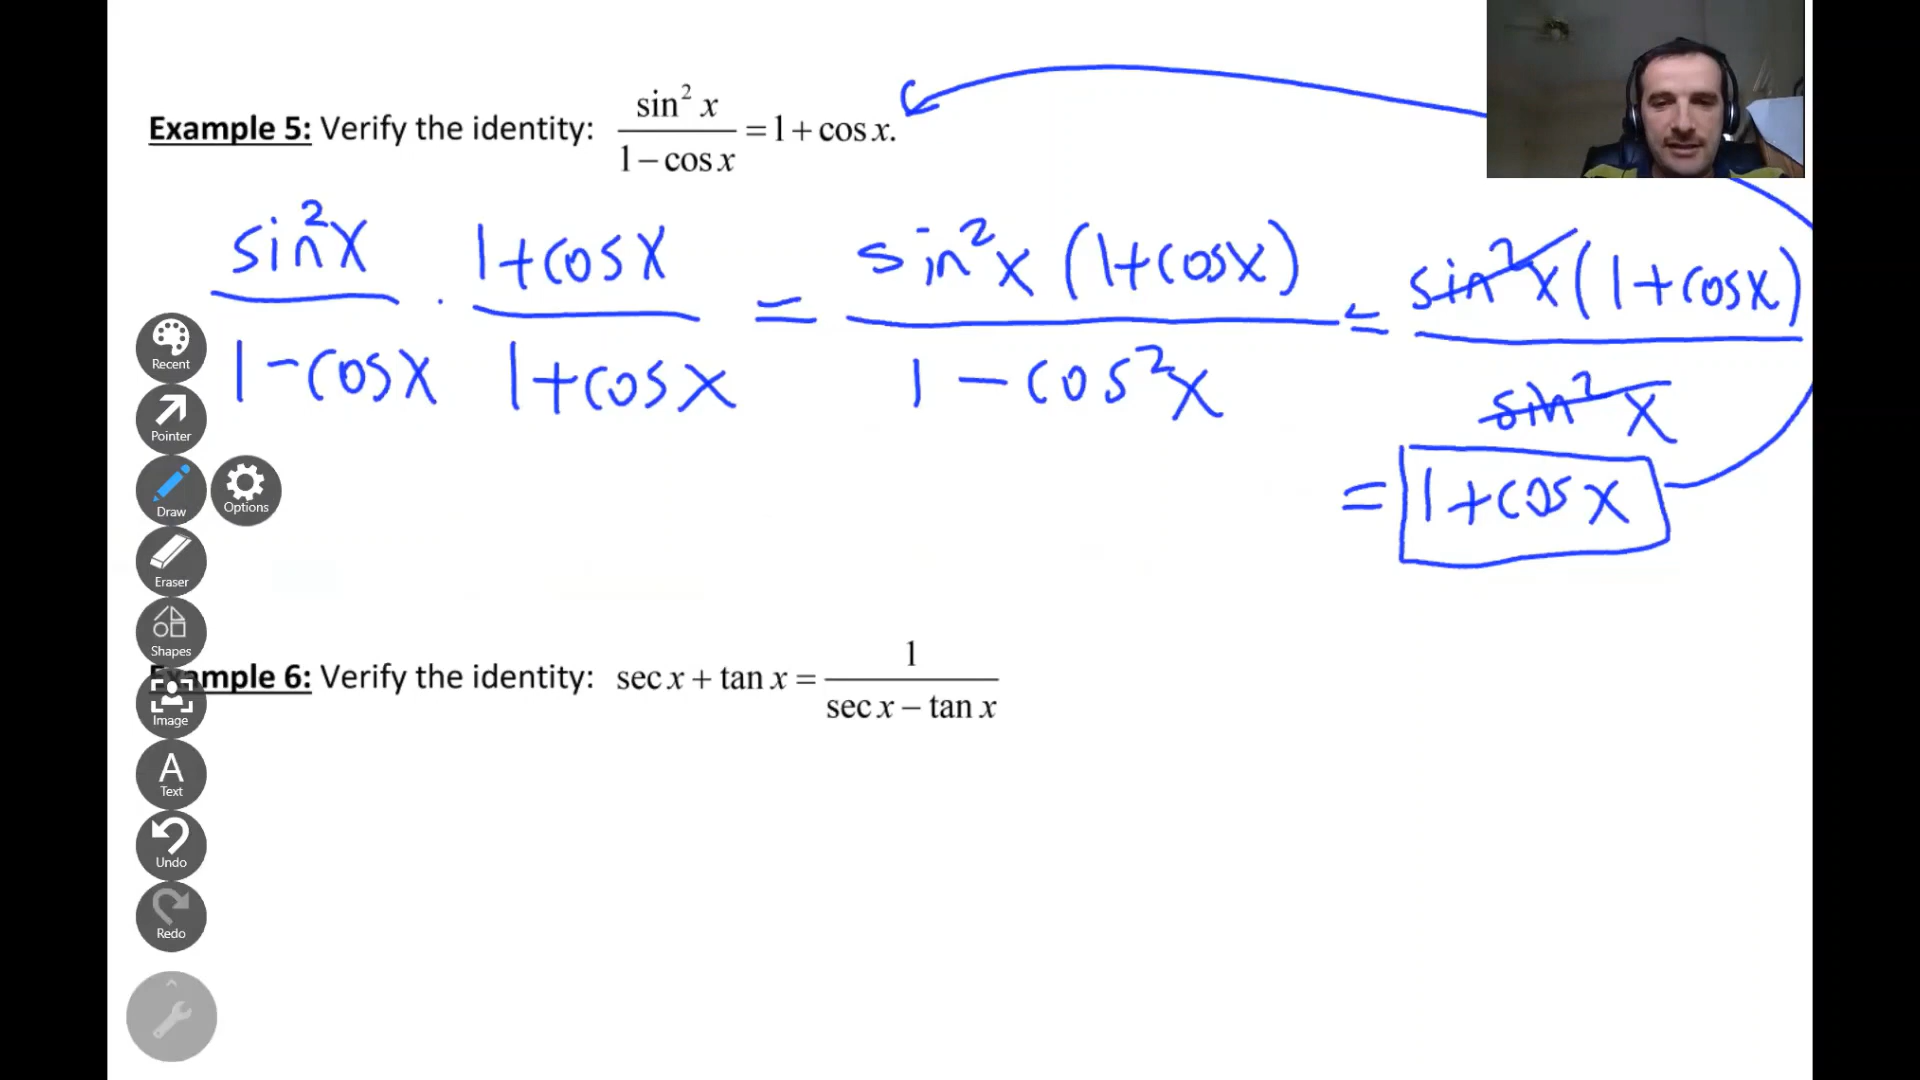 Example 5: Verify the identity: sin² x / 1 − cos x = 1 + cos x.
sin²x / 1 − cosx · 1+cosx / 1+cosx = sin²x (1+cosx) / 1 − cos²x = sin²x (1+cosx) / sin²x
= 1+cosx
Recent
Pointer
Draw
Options
Eraser
Shapes
Example 6: Verify the identity: sec x + tan x = 1 / sec x − tan x
Image
Text
Undo
Redo